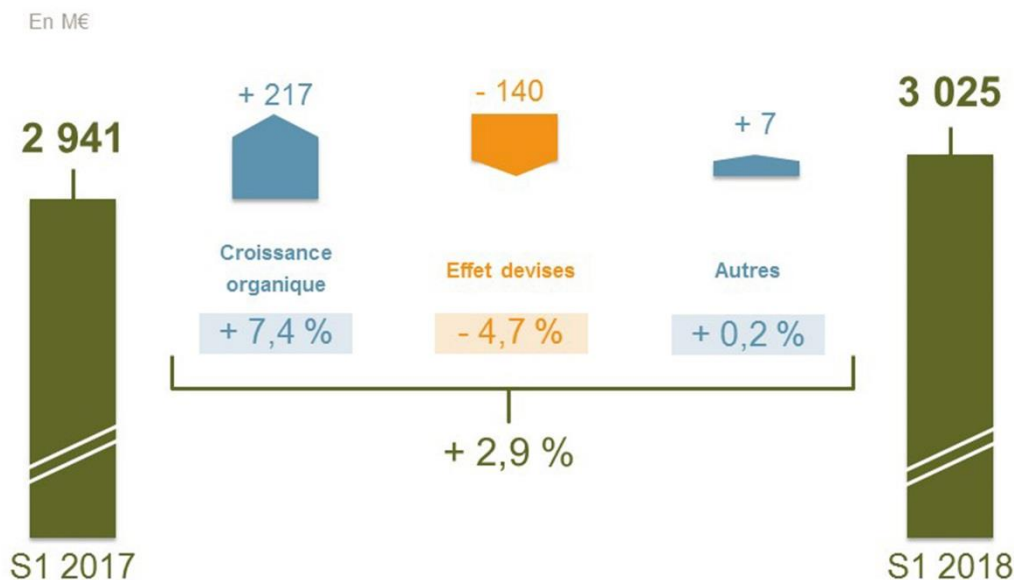 En M€
2 941
+ 217
- 140
+ 7
3 025
Croissance
organique
Effet devises
Autres
+ 7,4 %
- 4,7 %
+ 0,2 %
+ 2,9 %
S1 2017
S1 2018